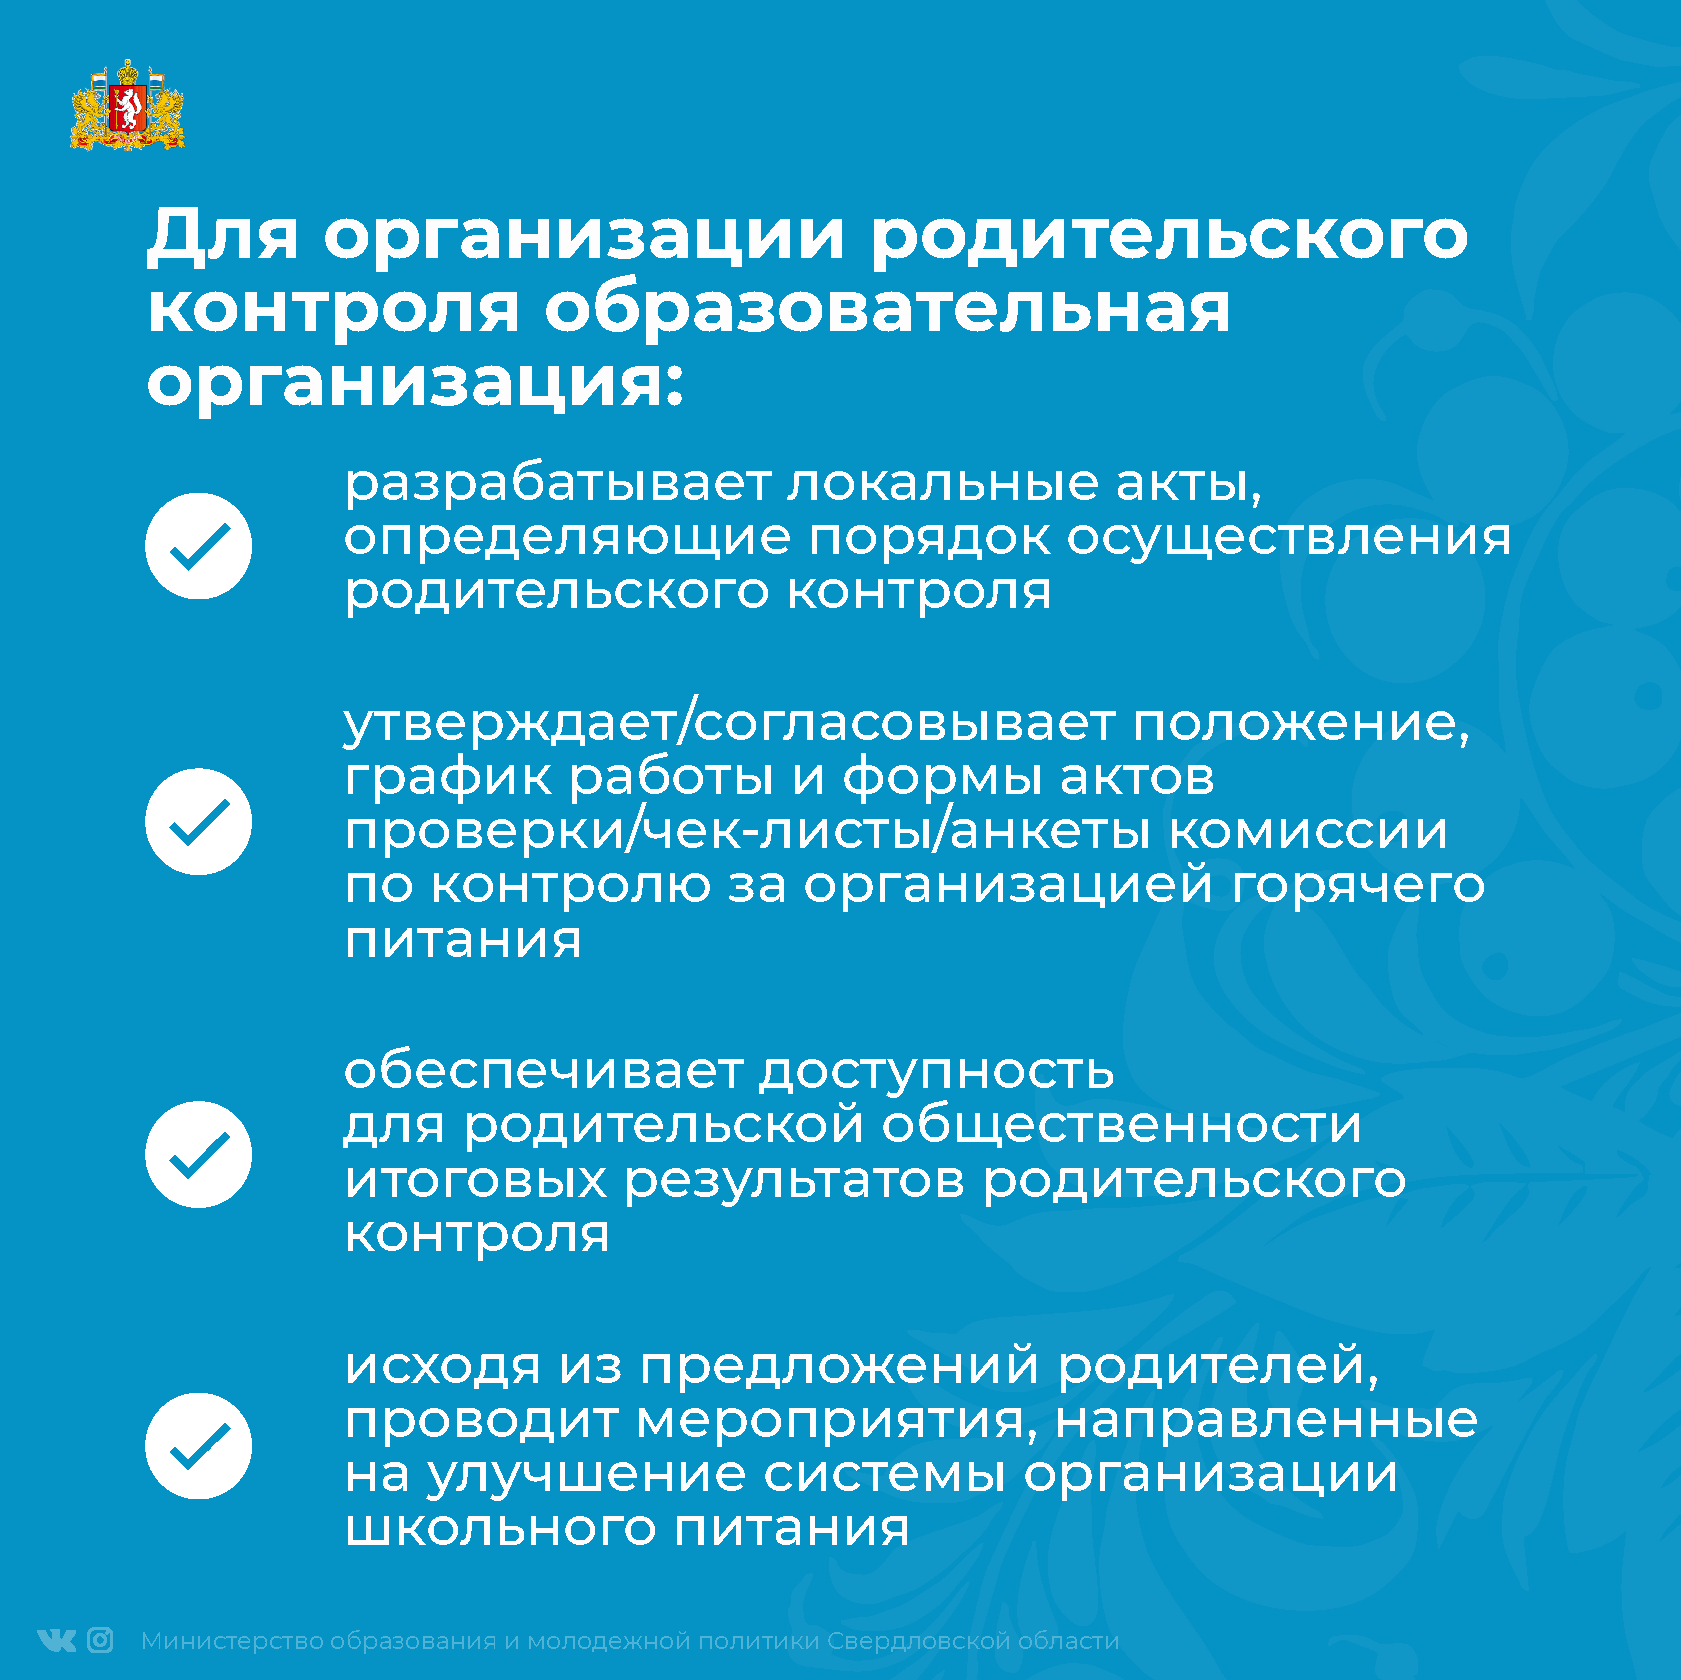 Для организации родительского
контроля образовательная
организация:
разрабатывает локальные акты,
определяющие порядок осуществления
родительского контроля
утверждает/согласовывает положение,
график работы и формы актов
проверки/чек-листы/анкеты комиссии
по контролю за организацией горячего
питания
обеспечивает доступность
для родительской общественности
итоговых результатов родительского
контроля
исходя из предложений родителей,
проводит мероприятия, направленные
на улучшение системы организации
школьного питания
Министерство образования и молодежной политики Свердловской области